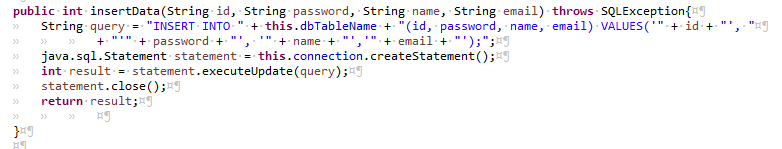 public int insertData(String id, String password, String name, String email) throws SQLException{
    String query = "INSERT INTO " + this.dbTableName + "(id, password, name, email) VALUES('" + id + "', "
            + "'" + password + "', '" + name + "','" + email + "');";
    java.sql.Statement statement = this.connection.createStatement();
    int result = statement.executeUpdate(query);
    statement.close();
    return result;

}